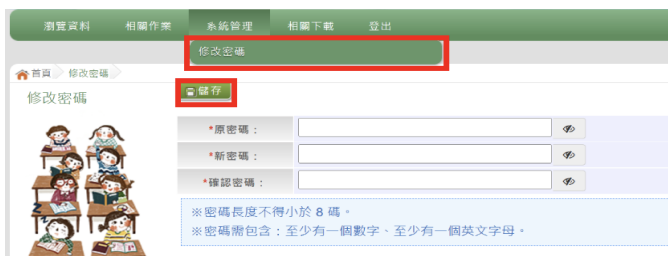 瀏覽資料 相關作業 系統管理 相關下載 登出
修改密碼
首頁 修改密碼
修改密碼
儲存
*原密碼：
*新密碼：
*確認密碼：
※密碼長度不得小於 8 碼。
※密碼需包含：至少有一個數字、至少有一個英文字母。